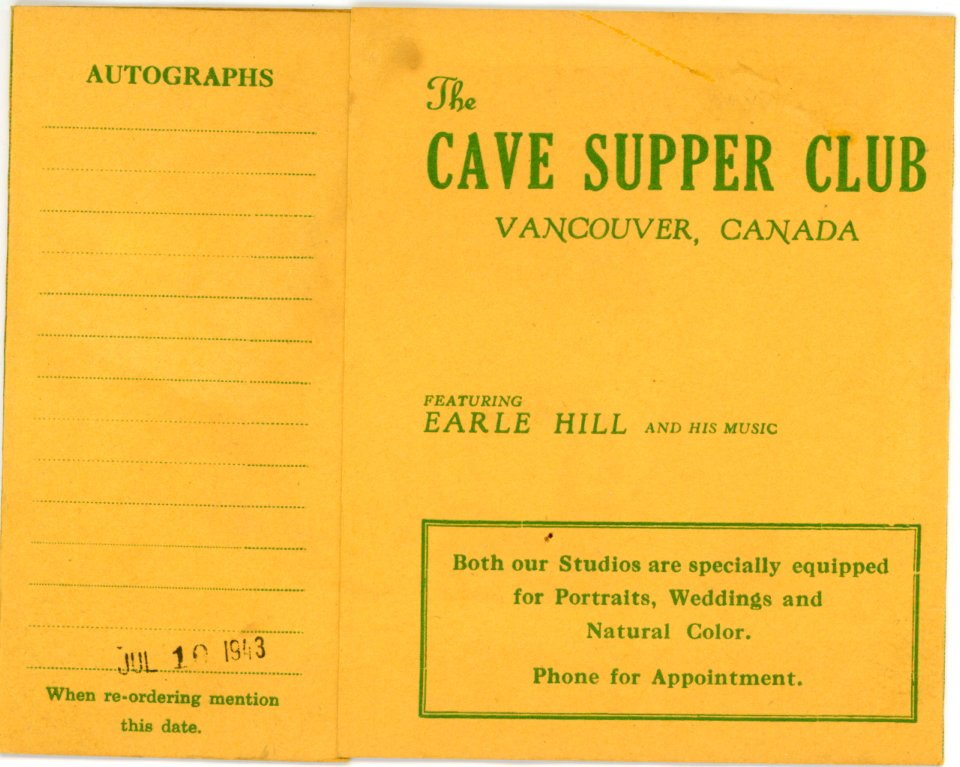 AUTOGRAPHS
JUL 10 1943
When re-ordering mention
this date.
The
CAVE SUPPER CLUB
VANCOUVER, CANADA
FEATURING
EARLE HILL AND HIS MUSIC
Both our Studios are specially equipped
for Portraits, Weddings and
Natural Color.
Phone for Appointment.